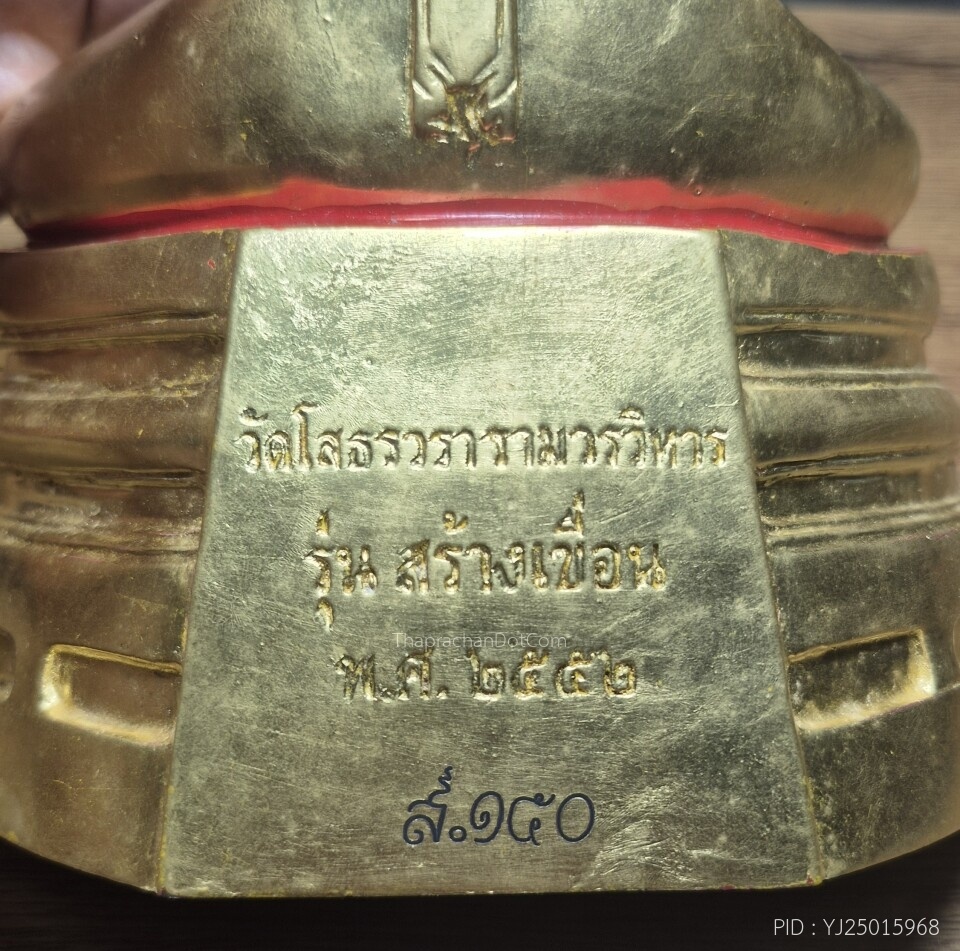 วัดโสธรวรารามวรวิหาร
รุ่น สร้างเขื่อน
ThaprachanDotCom
พ.ศ. ๒๕๕๒
ส์.๑๕๐
PID : YJ25015968